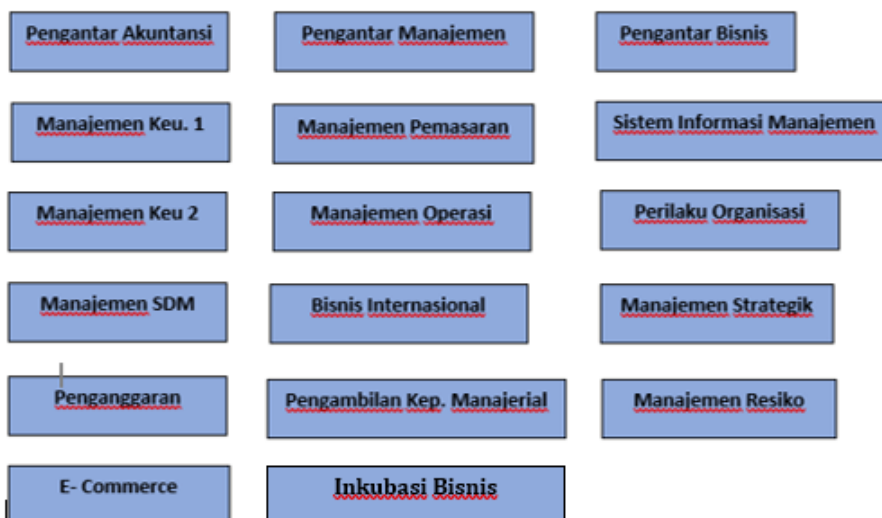 Pengantar Akuntansi
Pengantar Manajemen
Pengantar Bisnis
Manajemen Keu. 1
Manajemen Pemasaran
Sistem Informasi Manajemen
Manajemen Keu 2
Manajemen Operasi
Perilaku Organisasi
Manajemen SDM
Bisnis Internasional
Manajemen Strategik
Penganggaran
Pengambilan Kep. Manajerial
Manajemen Resiko
E- Commerce
Inkubasi Bisnis